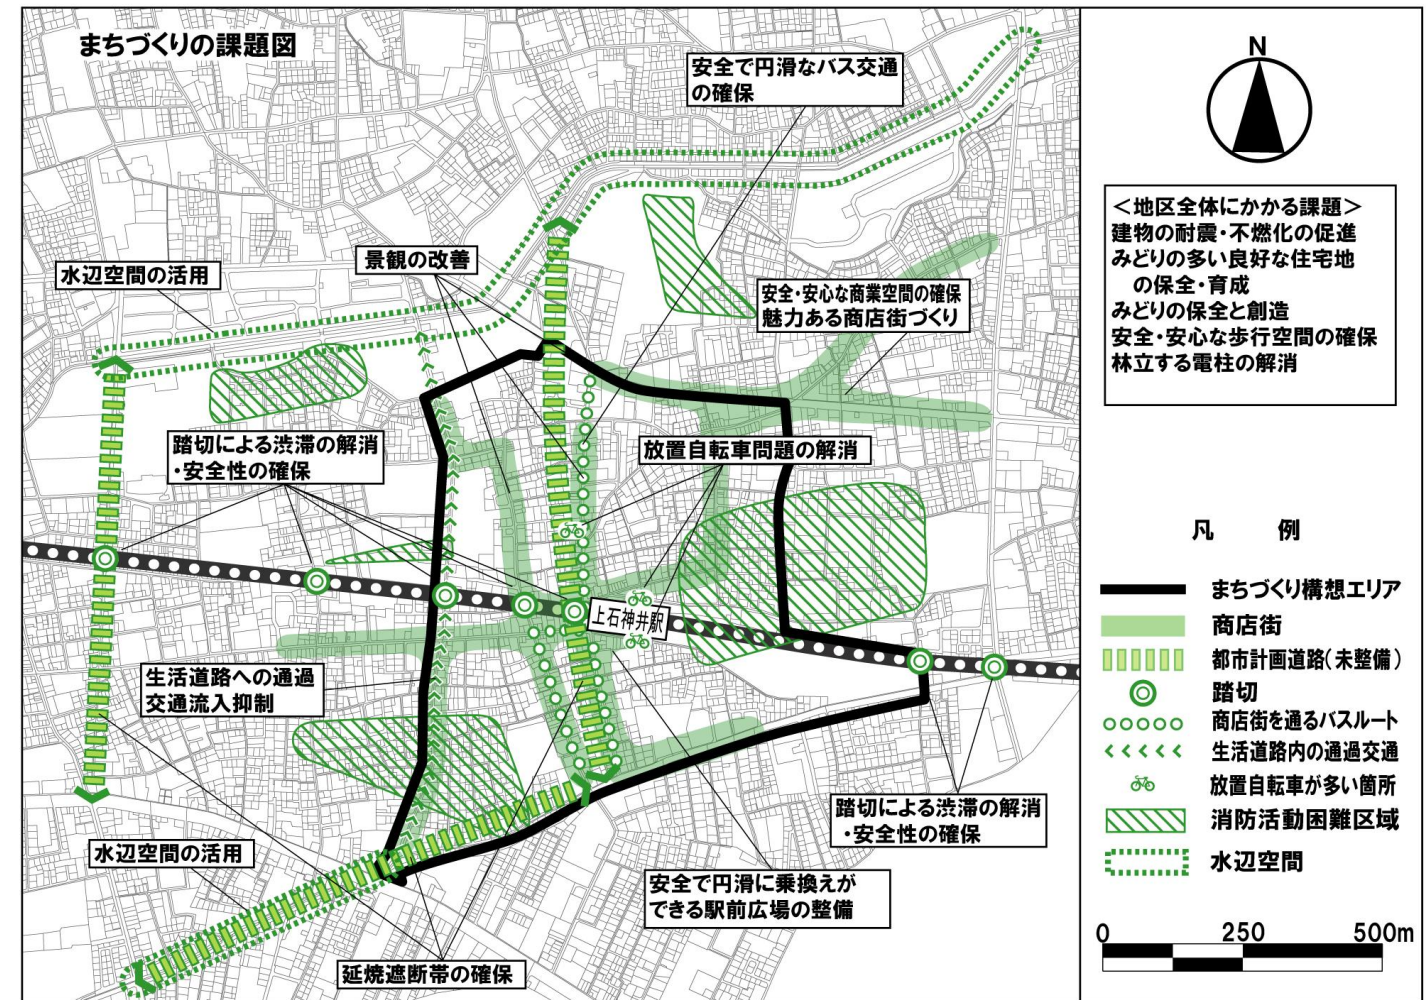 まちづくりの課題図
安全で円滑なバス交通
の確保
景観の改善
水辺空間の活用
安全・安心な商業空間の確保
魅力ある商店街づくり
踏切による渋滞の解消
・安全性の確保
放置自転車問題の解消
上石神井駅
生活道路への通過
交通流入抑制
踏切による渋滞の解消
・安全性の確保
水辺空間の活用
安全で円滑に乗換えが
できる駅前広場の整備
延焼遮断帯の確保
N
＜地区全体にかかる課題＞
建物の耐震・不燃化の促進
みどりの多い良好な住宅地
の保全・育成
みどりの保全と創造
安全・安心な歩行空間の確保
林立する電柱の解消
凡 例
まちづくり構想エリア
商店街
都市計画道路（未整備）
踏切
商店街を通るバスルート
生活道路内の通過交通
放置自転車が多い箇所
消防活動困難区域
水辺空間
0 250 500m